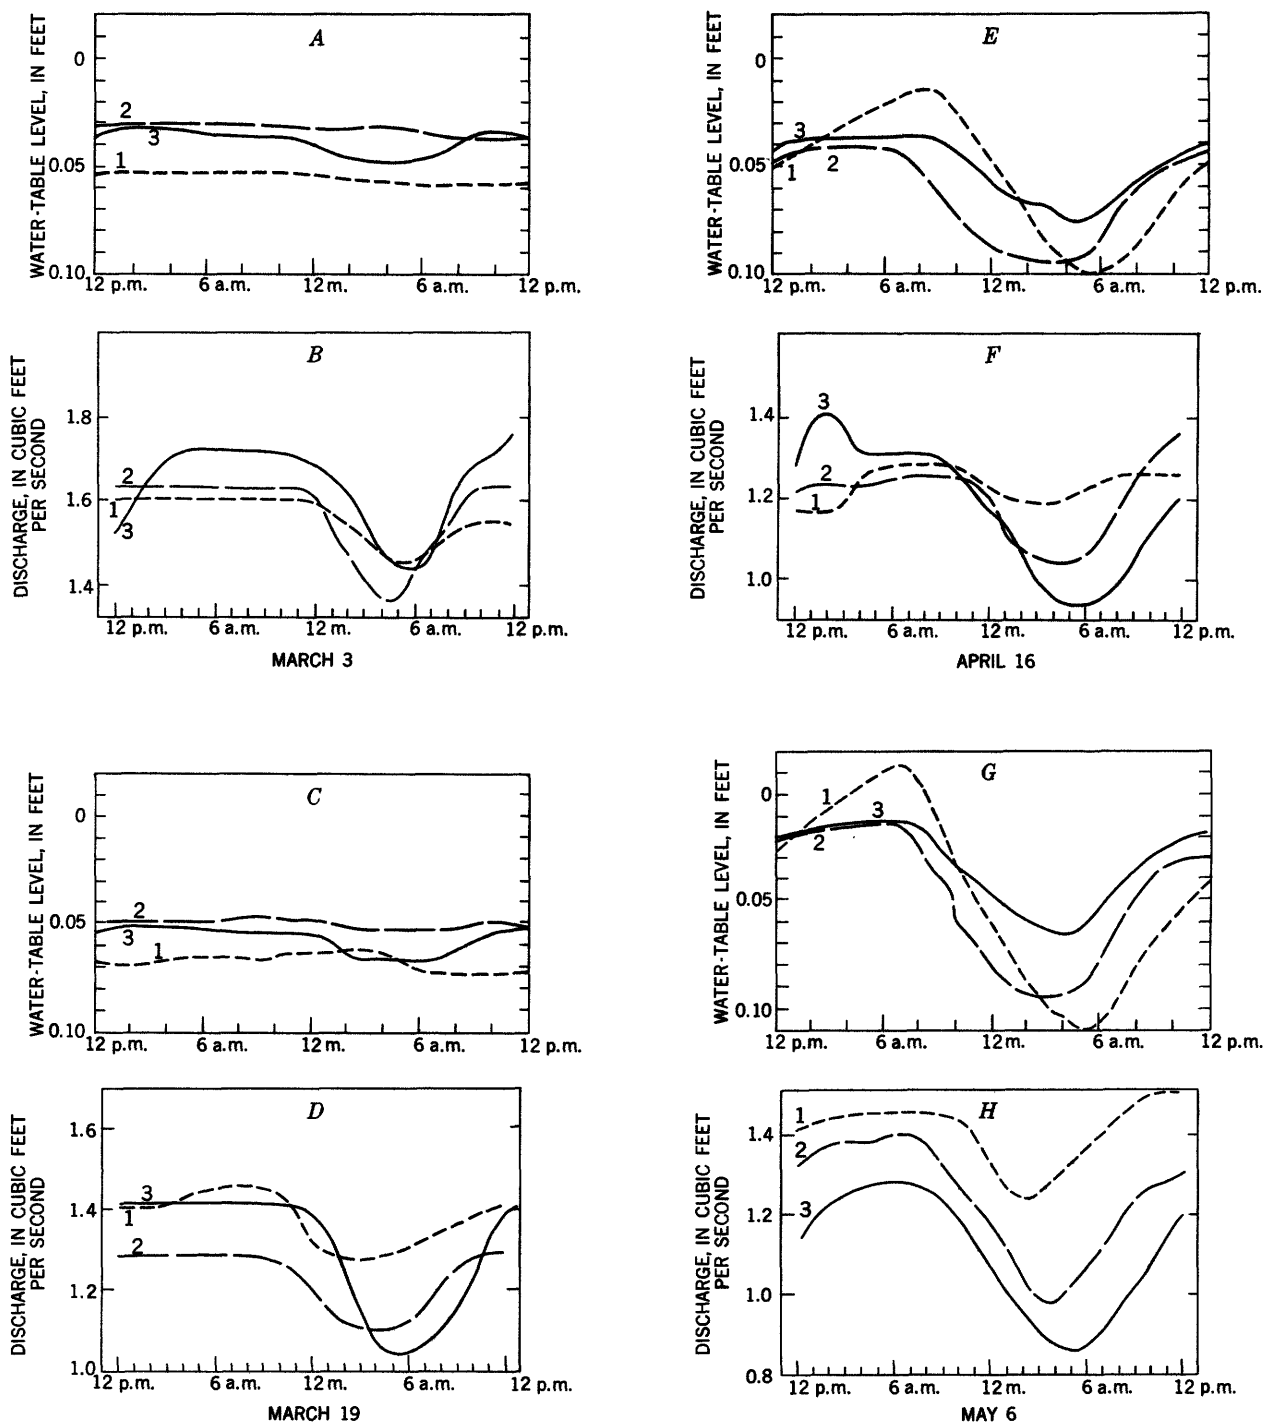 WATER-TABLE LEVEL, IN FEET
A
0
0.05
0.10
2
3
1
12 p.m.
6 a.m.
12 m.
6 a.m.
12 p.m.
DISCHARGE, IN CUBIC FEET
PER SECOND
B
1.8
1.6
1.4
2
1
3
12 p.m.
6 a.m.
12 m.
6 a.m.
12 p.m.
MARCH 3
WATER-TABLE LEVEL, IN FEET
E
0
0.05
0.10
3
1
2
12 p.m.
6 a.m.
12 m.
6 a.m.
12 p.m.
DISCHARGE, IN CUBIC FEET
PER SECOND
F
1.4
1.2
1.0
3
2
1
12 p.m.
6 a.m.
12 m.
6 a.m.
12 p.m.
APRIL 16
WATER-TABLE LEVEL, IN FEET
C
0
0.05
0.10
2
3
1
12 p.m.
6 a.m.
12 m.
6 a.m.
12 p.m.
DISCHARGE, IN CUBIC FEET
PER SECOND
D
1.6
1.4
1.2
1.0
3
1
2
12 p.m.
6 a.m.
12 m.
6 a.m.
12 p.m.
MARCH 19
WATER-TABLE LEVEL, IN FEET
G
0
0.05
0.10
1
3
2
12 p.m.
6 a.m.
12 m.
6 a.m.
12 p.m.
DISCHARGE, IN CUBIC FEET
PER SECOND
H
1.4
1.2
1.0
0.8
1
2
3
12 p.m.
6 a.m.
12 m.
6 a.m.
12 p.m.
MAY 6